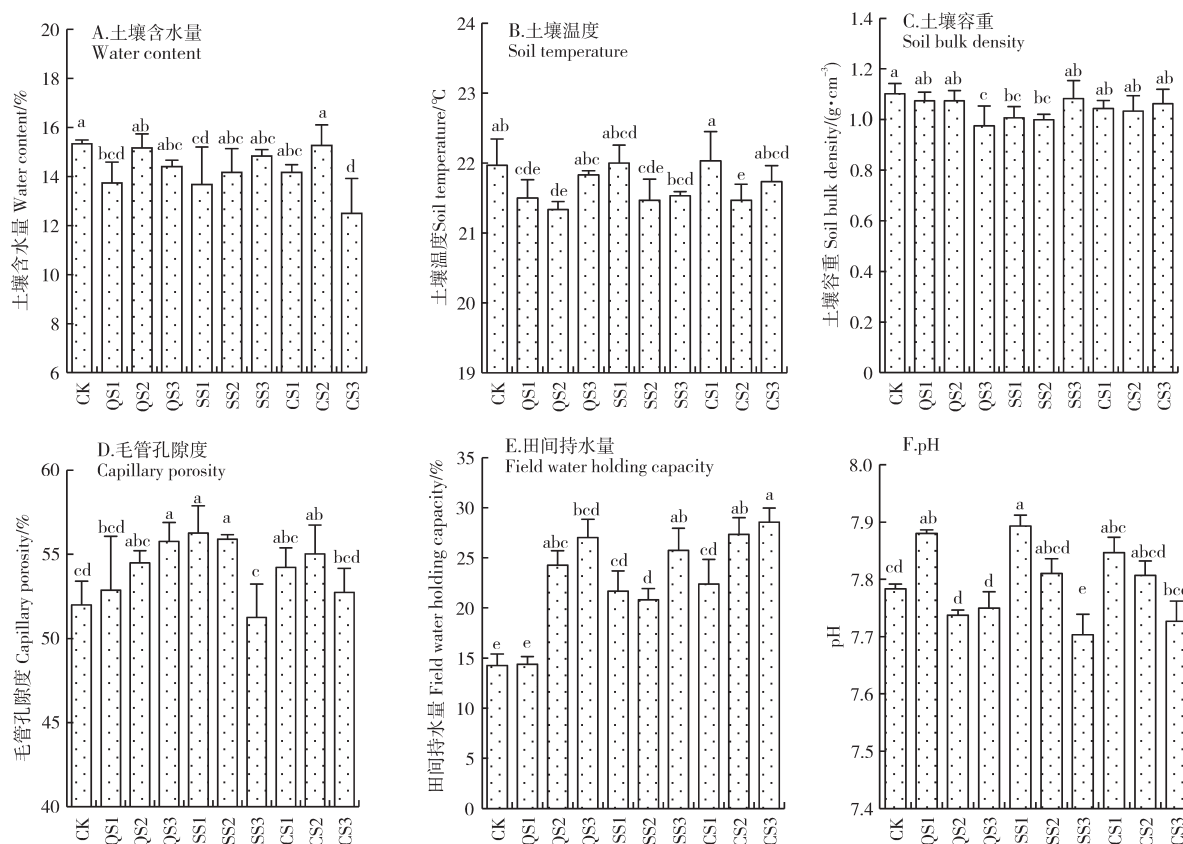 A.土壤含水量
Water content
土壤含水量 Water content/%
20
18
16
14
12
10
8
6
a
bcd
ab
abc
cd
abc
abc
abc
a
d
CK
QS1
QS2
QS3
SS1
SS2
SS3
CS1
CS2
CS3
B.土壤温度
Soil temperature
土壤温度Soil temperature/℃
24
23
22
21
20
19
ab
cde
de
abc
abcd
cde
bcd
a
e
abcd
CK
QS1
QS2
QS3
SS1
SS2
SS3
CS1
CS2
CS3
C.土壤容重
Soil bulk density
土壤容重 Soil bulk density/(g·cm⁻³)
1.4
1.2
1.0
0.8
0.6
0.4
0.2
0
a
ab
ab
c
bc
bc
ab
ab
ab
ab
CK
QS1
QS2
QS3
SS1
SS2
SS3
CS1
CS2
CS3
D.毛管孔隙度
Capillary porosity
毛管孔隙度 Capillary porosity/%
60
55
50
45
40
cd
bcd
abc
a
a
a
c
abc
ab
bcd
CK
QS1
QS2
QS3
SS1
SS2
SS3
CS1
CS2
CS3
E.田间持水量
Field water holding capacity
田间持水量 Field water holding capacity/%
35
30
25
20
15
10
5
0
e
e
abc
bcd
cd
d
ab
cd
ab
a
CK
QS1
QS2
QS3
SS1
SS2
SS3
CS1
CS2
CS3
F.pH
pH
8.0
7.9
7.8
7.7
7.6
7.5
7.4
cd
ab
d
d
a
abcd
e
abc
abcd
bcd
CK
QS1
QS2
QS3
SS1
SS2
SS3
CS1
CS2
CS3